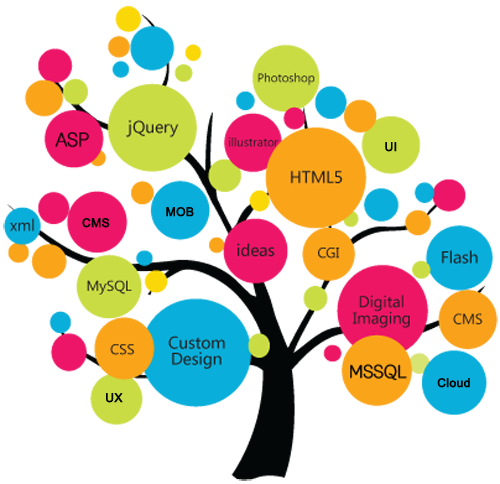 Photoshop
jQuery
ASP
illustrator
UI
HTML5
xml
CMS
MOB
ideas
CGI
Flash
MySQL
Digital
Imaging
CMS
CSS
Custom
Design
MSSQL
Cloud
UX